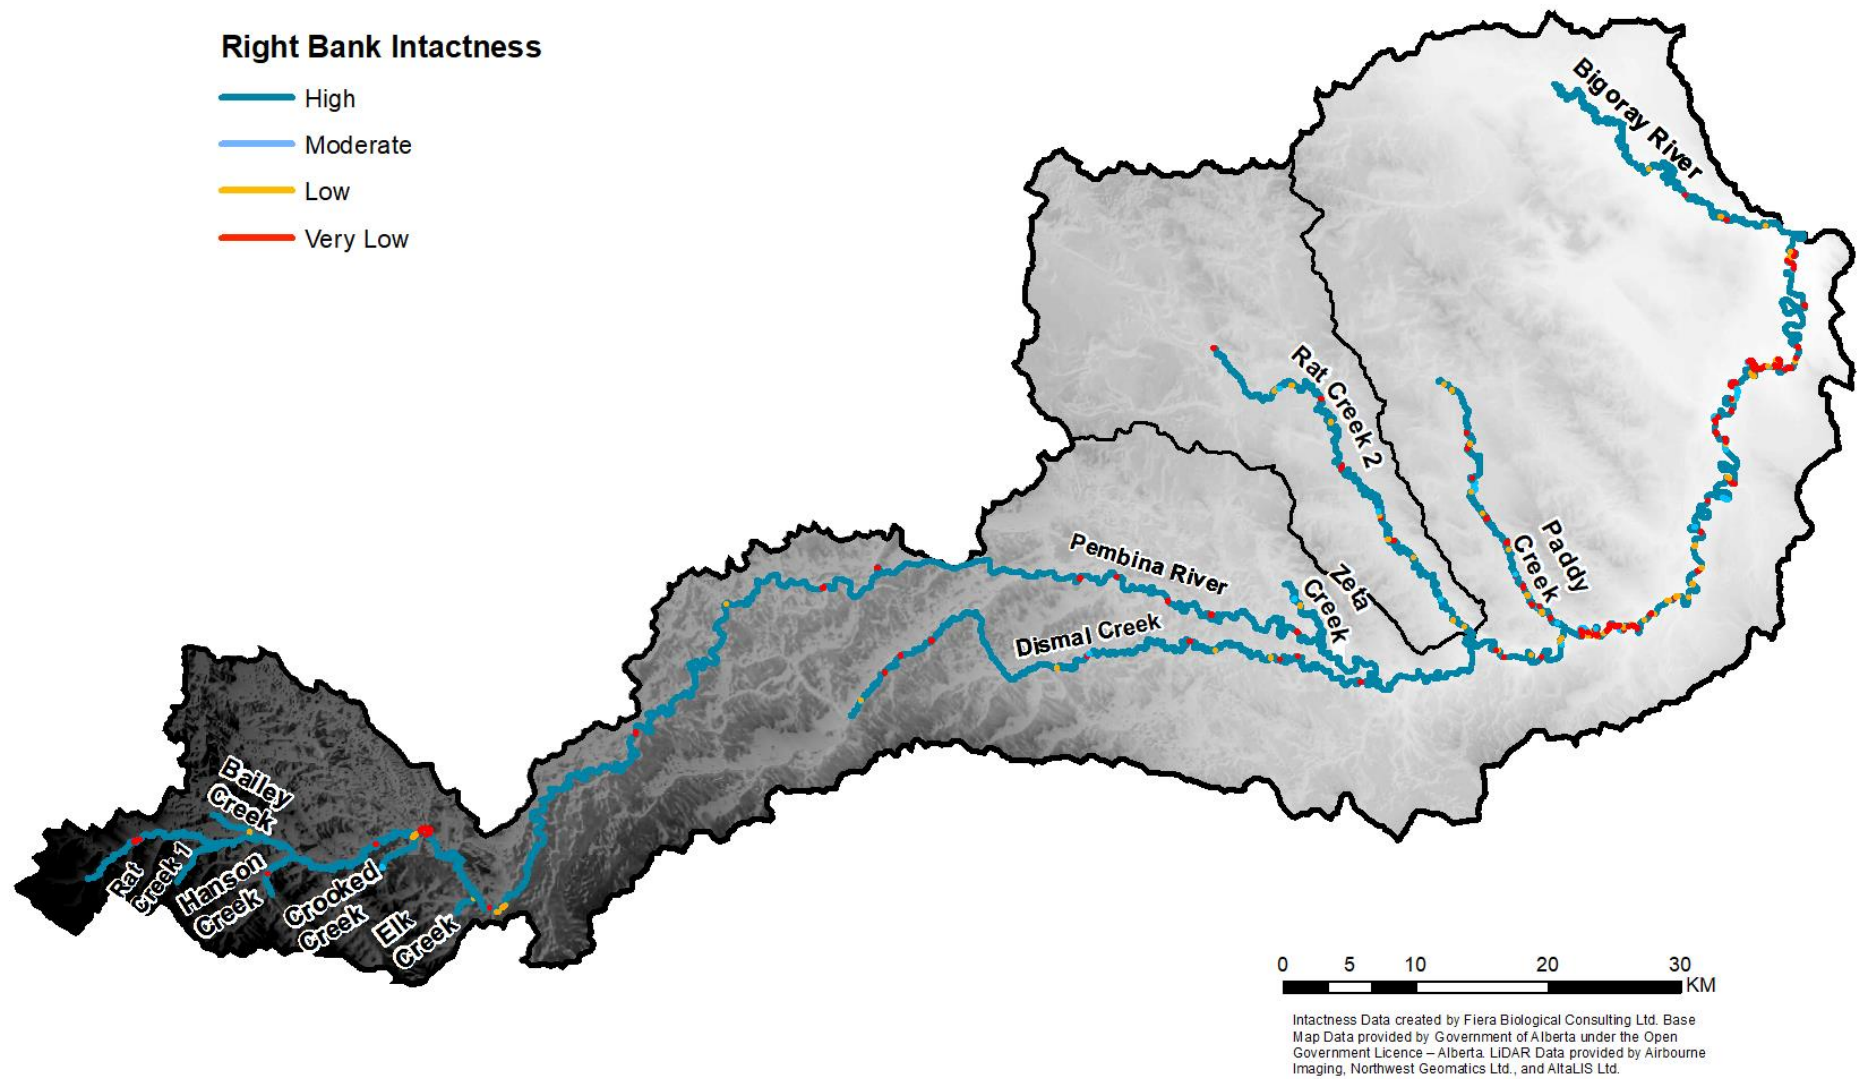 Right Bank Intactness
High
Moderate
Low
Very Low
Bigoray River
Rat Creek 2
Paddy
Creek
Pembina River
Zeta
Creek
Dismal Creek
Bailey
Creek
Rat
Creek 1
Hanson
Creek
Crooked
Creek
Elk
Creek
0 5 10 20 30
KM
Intactness Data created by Fiera Biological Consulting Ltd. Base
Map Data provided by Government of Alberta under the Open
Government Licence – Alberta. LiDAR Data provided by Airbourne
Imaging, Northwest Geomatics Ltd., and AltaLIS Ltd.